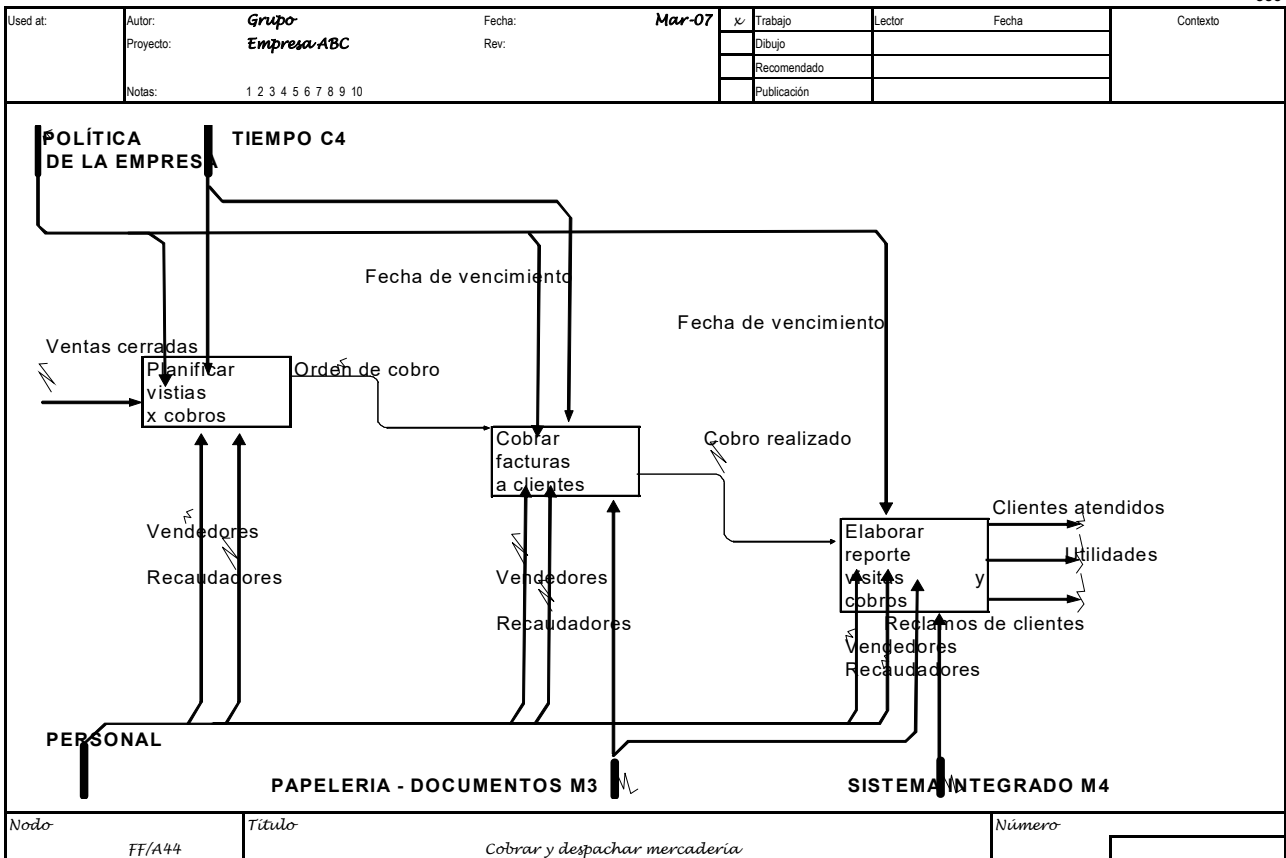 Used at:
Autor:
Grupo
Fecha:
Mar-07
x
Trabajo
Lector
Fecha
Contexto
Proyecto:
Empresa ABC
Rev:
Dibujo
Recomendado
Notas:
1 2 3 4 5 6 7 8 9 10
Publicación
POLÍTICA
DE LA EMPRESA
TIEMPO C4
Fecha de vencimiento
Fecha de vencimiento
Ventas cerradas
Planificar
vistias
x cobros
Orden de cobro
Cobrar
facturas
a clientes
Cobro realizado
Clientes atendidos
Elaborar
reporte
visitas y
cobros
Utilidades
Reclamos de clientes
Vendedores
Recaudadores
Vendedores
Recaudadores
Vendedores
Recaudadores
PERSONAL
PAPELERIA - DOCUMENTOS M3
SISTEMA INTEGRADO M4
Nodo
FF/A44
Título
Cobrar y despachar mercadería
Número